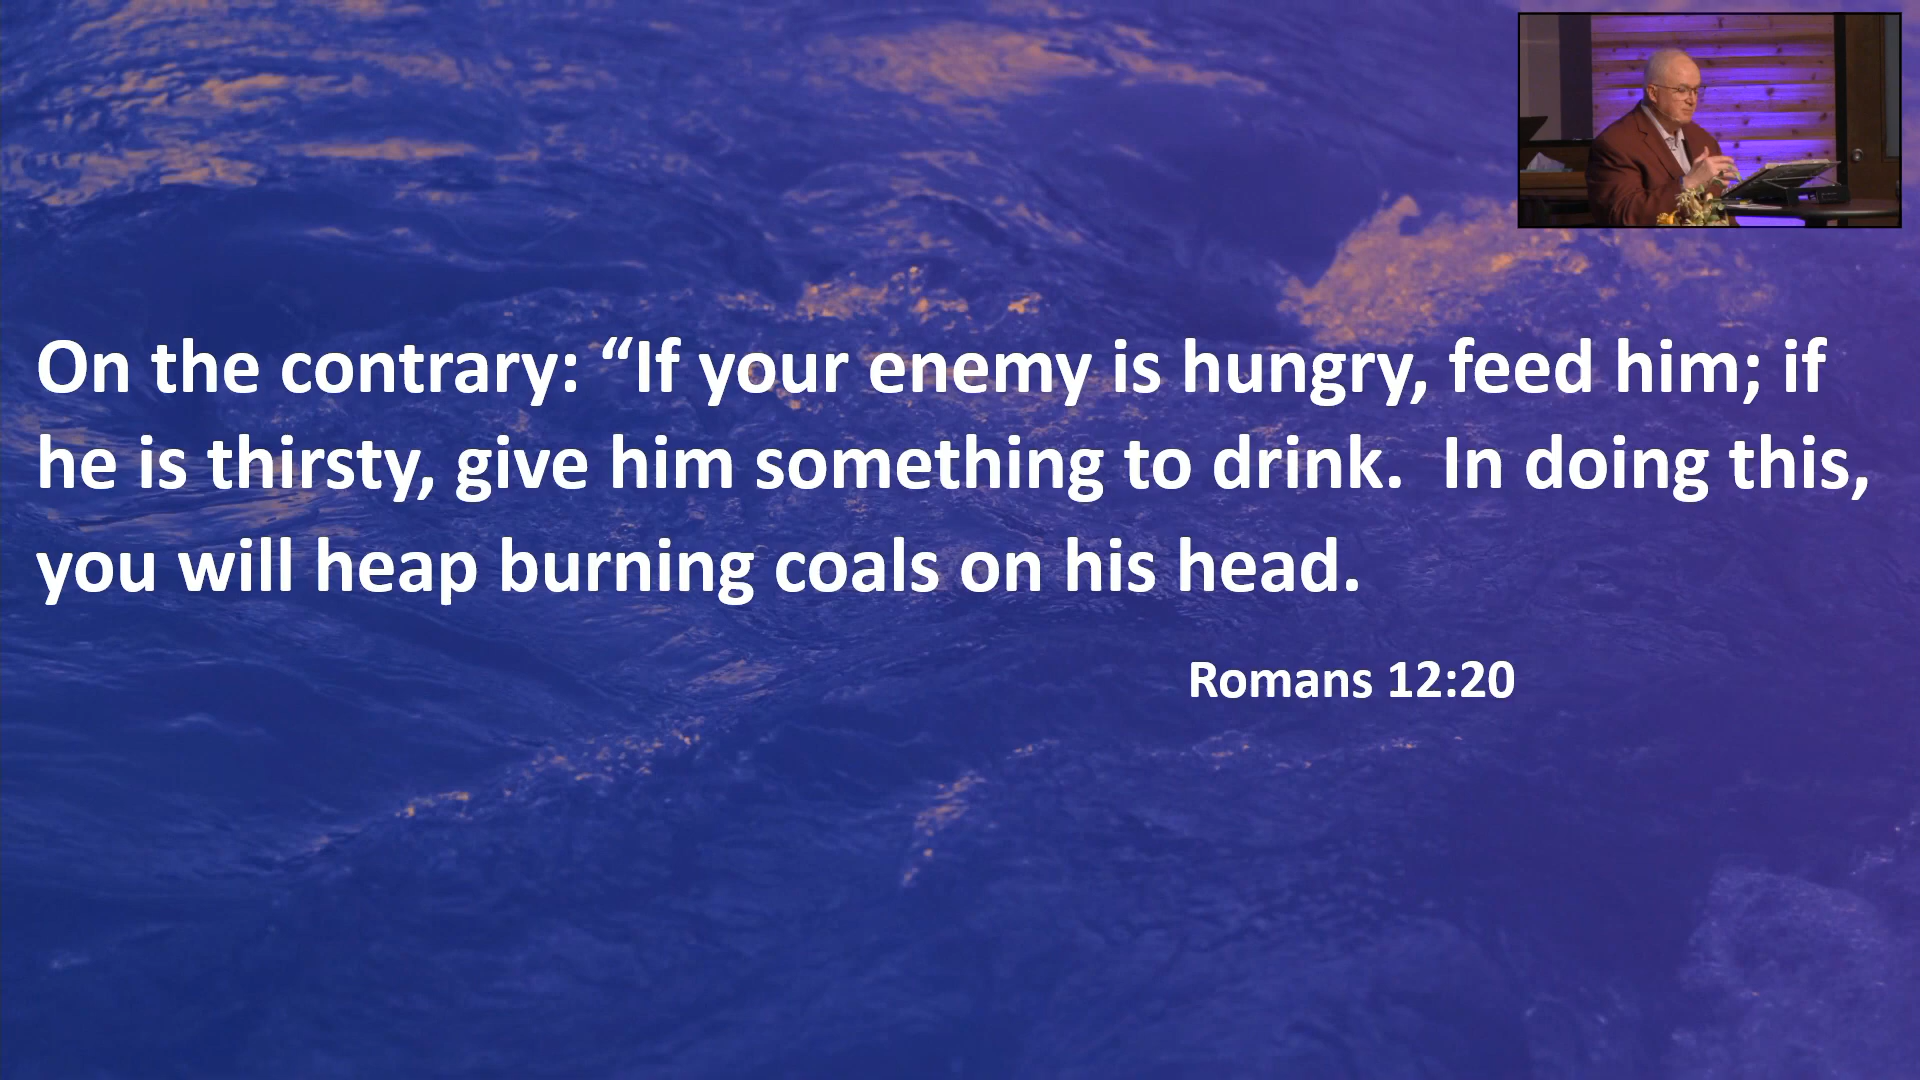 On the contrary: “If your enemy is hungry, feed him; if
he is thirsty, give him something to drink.  In doing this,
you will heap burning coals on his head.
Romans 12:20